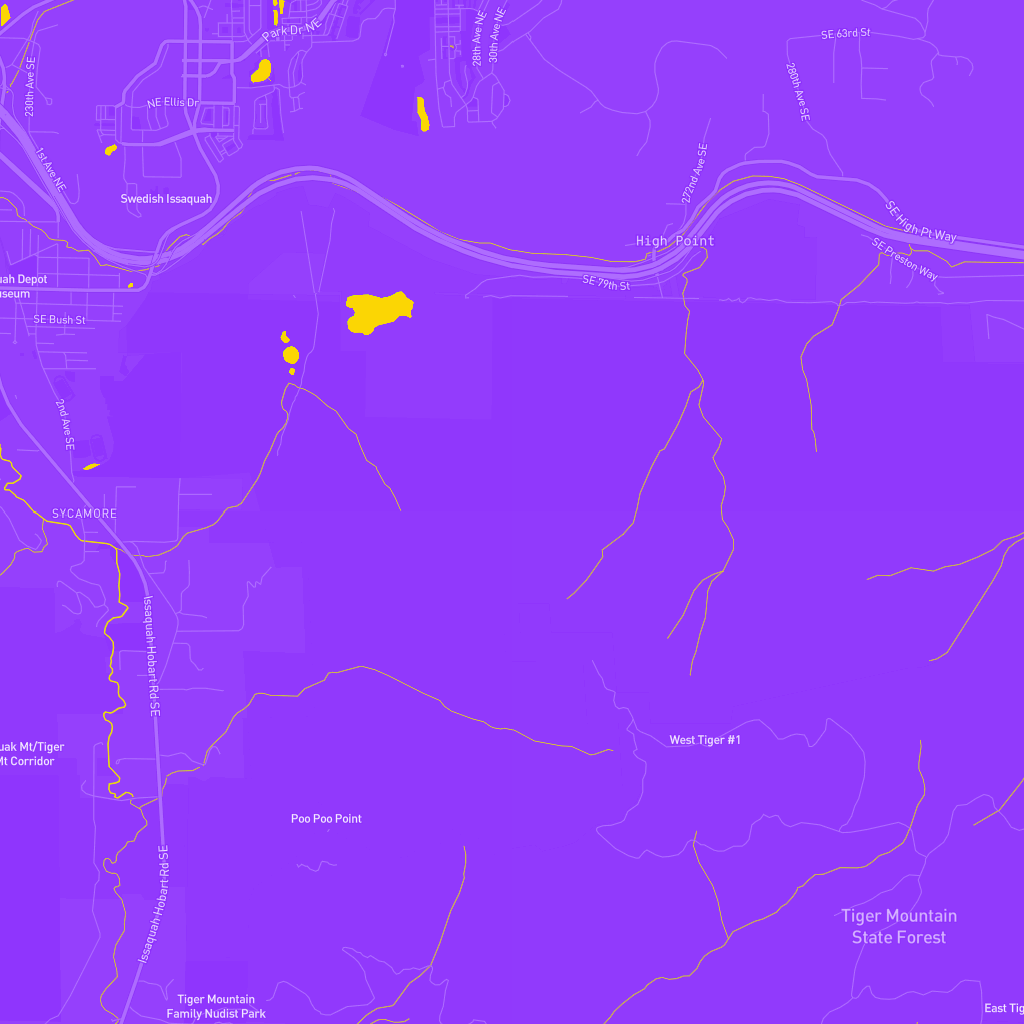 Park Dr NE
28th Ave NE
30th Ave NE
SE 63rd St
230th Ave SE
280th Ave SE
NE Ellis Dr
1st Ave NE
272nd Ave SE
Swedish Issaquah
SE High Pt Way
High Point
SE Preston Way
uah Depot
useum
SE 79th St
SE Bush St
2nd Ave SE
SYCAMORE
Issaquah Hobart Rd SE
West Tiger #1
uak Mt/Tiger
Mt Corridor
Poo Poo Point
Issaquah Hobart Rd SE
Tiger Mountain
State Forest
Tiger Mountain
Family Nudist Park
East Tig